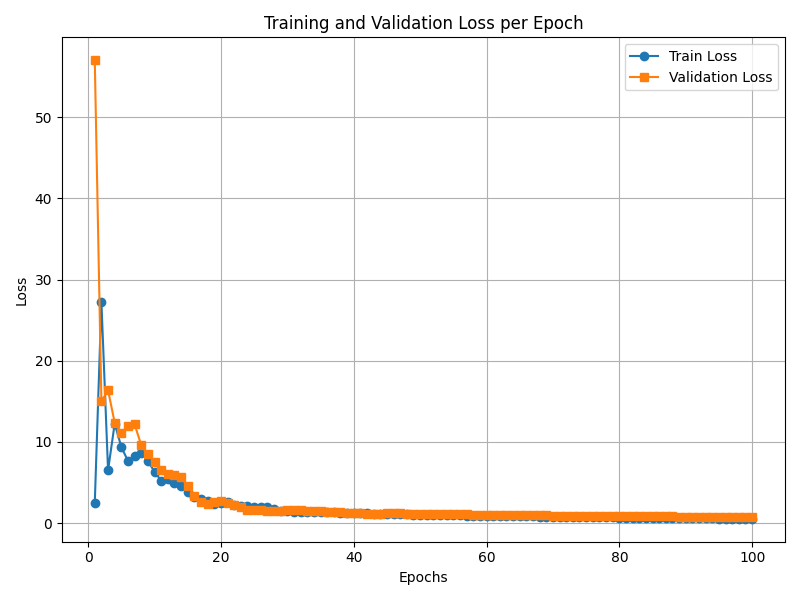 Training and Validation Loss per Epoch
Train Loss
Validation Loss
50
40
30
20
10
0
Loss
0 20 40 60 80 100
Epochs